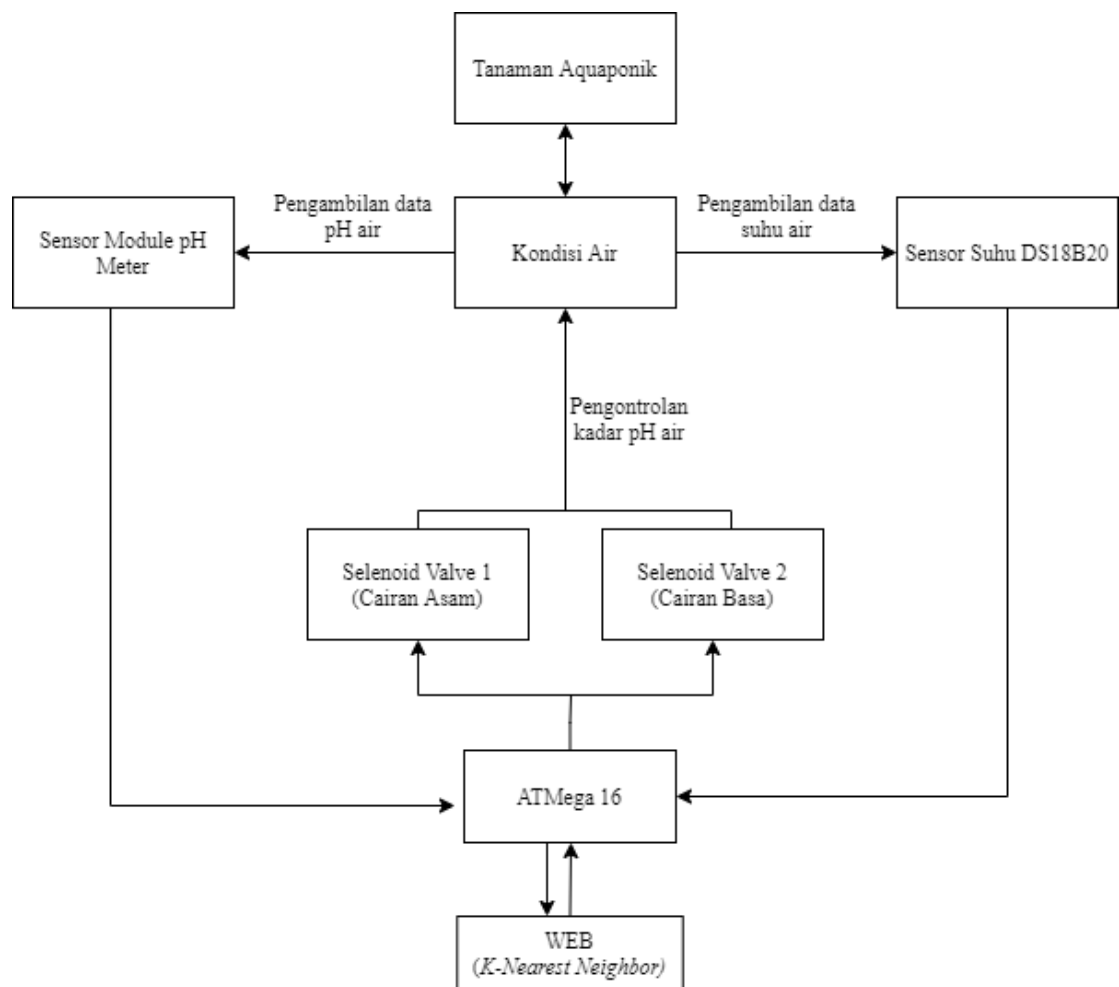 Tanaman Aquaponik
Pengambilan data
pH air
Pengambilan data
suhu air
Sensor Module pH
Meter
Kondisi Air
Sensor Suhu DS18B20
Pengontrolan
kadar pH air
Selenoid Valve 1
(Cairan Asam)
Selenoid Valve 2
(Cairan Basa)
ATMega 16
WEB
(K-Nearest Neighbor)